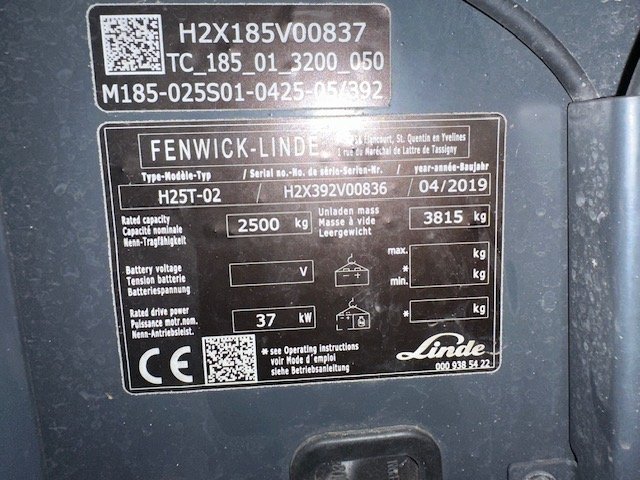 H2X185V00837
TC_185_01_3200_050
M185-025S01-0425-05/392
FENWICK-LINDE
Elancourt, St. Quentin en Yvelines
1 rue du Maréchal de Lattre de Tassigny
Type-Modèle-Typ / Serial no.-No. de série-Serien-Nr. / year-année-Baujahr
H25T-02 / H2X392V00836 / 04/2019
Rated capacity
Capacité nominale
Nenn-Tragfähigkeit
2500 kg
Unladen mass
Masse à vide
Leergewicht
3815 kg
Battery voltage
Tension batterie
Batteriespannung
V
max. kg
*
min. kg
Rated drive power
Puissance motr.nom.
Nenn-Antriebsleist.
37 kW
* kg
CE
* see Operating instructions
voir Mode d'emploi
siehe Betriebsanleitung
Linde
000 938 54 22